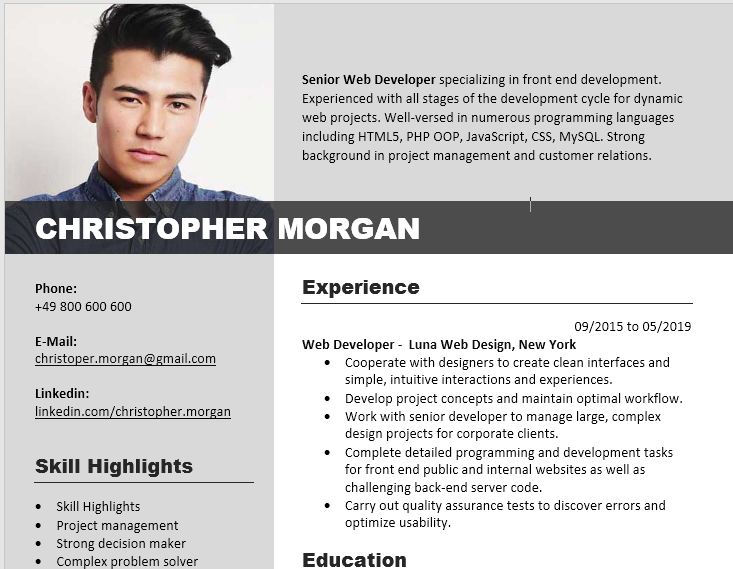 Senior Web Developer specializing in front end development.
Experienced with all stages of the development cycle for dynamic
web projects. Well-versed in numerous programming languages
including HTML5, PHP OOP, JavaScript, CSS, MySQL. Strong
background in project management and customer relations.
CHRISTOPHER MORGAN
Phone:
+49 800 600 600
E-Mail:
christoper.morgan@gmail.com
Linkedin:
linkedin.com/christopher.morgan
Skill Highlights
• Skill Highlights
• Project management
• Strong decision maker
• Complex problem solver
Experience
09/2015 to 05/2019
Web Developer - Luna Web Design, New York
• Cooperate with designers to create clean interfaces and
simple, intuitive interactions and experiences.
• Develop project concepts and maintain optimal workflow.
• Work with senior developer to manage large, complex
design projects for corporate clients.
• Complete detailed programming and development tasks
for front end public and internal websites as well as
challenging back-end server code.
• Carry out quality assurance tests to discover errors and
optimize usability.
Education